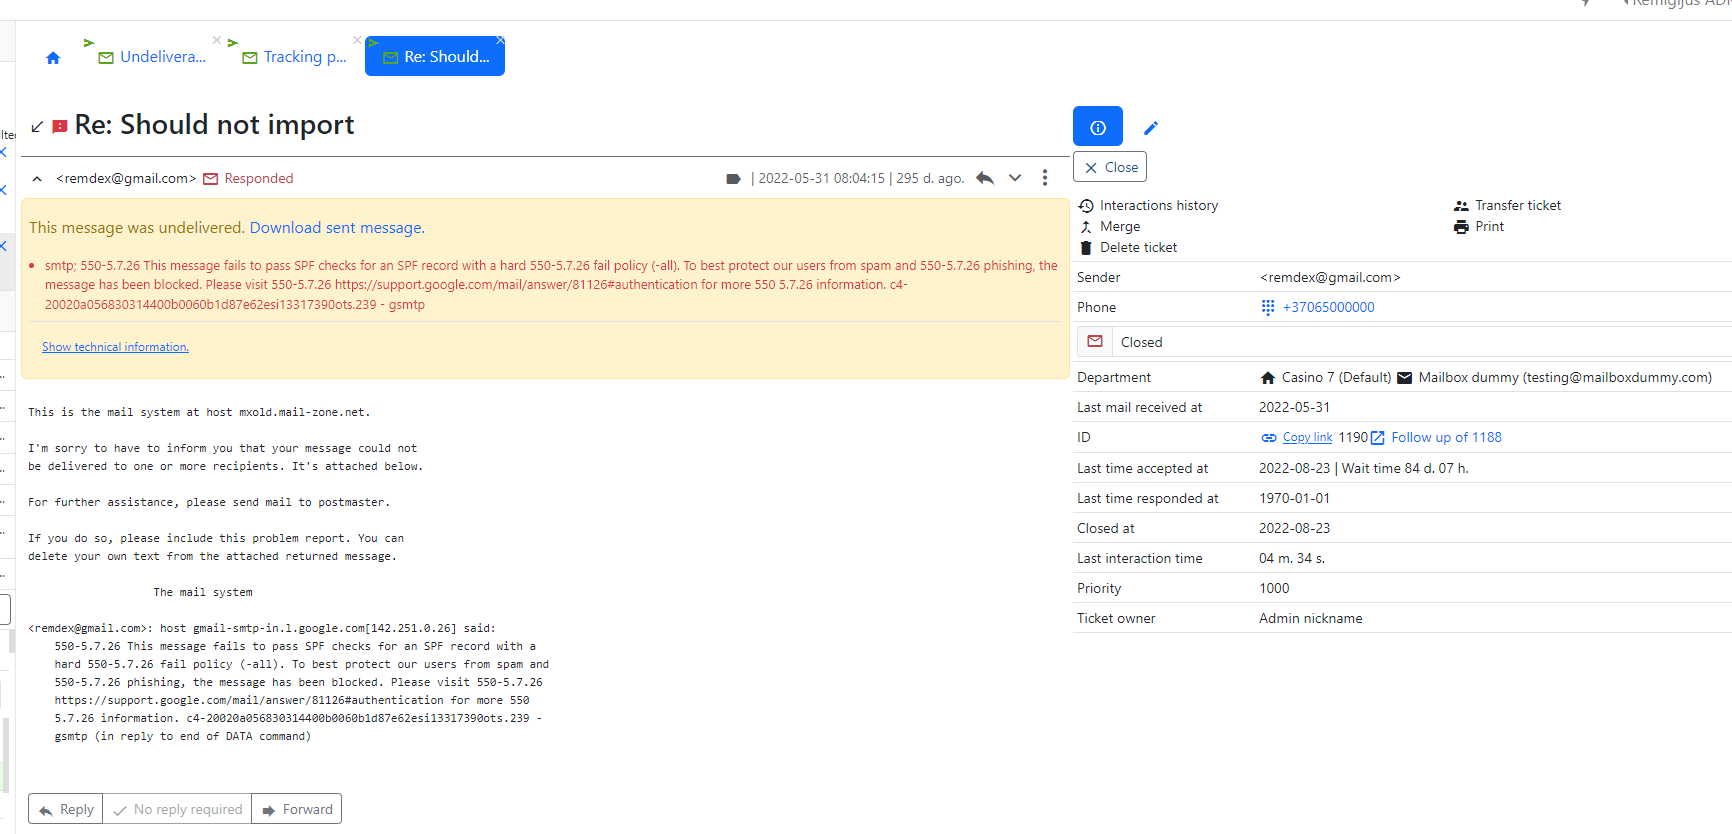 Remigijus AD
Undelivera...
Tracking p...
Re: Should...
Re: Should not import
<remdex@gmail.com> Responded
| 2022-05-31 08:04:15 | 295 d. ago.
This message was undelivered. Download sent message.
smtp; 550-5.7.26 This message fails to pass SPF checks for an SPF record with a hard 550-5.7.26 fail policy (-all). To best protect our users from spam and 550-5.7.26 phishing, the
message has been blocked. Please visit 550-5.7.26 https://support.google.com/mail/answer/81126#authentication for more 550 5.7.26 information. c4-
20020a056830314400b0060b1d87e62esi13317390ots.239 - gsmtp
Show technical information.
This is the mail system at host mxold.mail-zone.net.
I'm sorry to have to inform you that your message could not
be delivered to one or more recipients. It's attached below.
For further assistance, please send mail to postmaster.
If you do so, please include this problem report. You can
delete your own text from the attached returned message.
The mail system
<remdex@gmail.com>: host gmail-smtp-in.l.google.com[142.251.0.26] said:
550-5.7.26 This message fails to pass SPF checks for an SPF record with a
hard 550-5.7.26 fail policy (-all). To best protect our users from spam and
550-5.7.26 phishing, the message has been blocked. Please visit 550-5.7.26
https://support.google.com/mail/answer/81126#authentication for more 550
5.7.26 information. c4-20020a056830314400b0060b1d87e62esi13317390ots.239 -
gsmtp (in reply to end of DATA command)
Reply
No reply required
Forward
Close
Interactions history
Transfer ticket
Merge
Print
Delete ticket
Sender <remdex@gmail.com>
Phone +37065000000
Closed
Department Casino 7 (Default) Mailbox dummy (testing@mailboxdummy.com)
Last mail received at 2022-05-31
ID Copy link 1190 Follow up of 1188
Last time accepted at 2022-08-23 | Wait time 84 d. 07 h.
Last time responded at 1970-01-01
Closed at 2022-08-23
Last interaction time 04 m. 34 s.
Priority 1000
Ticket owner Admin nickname